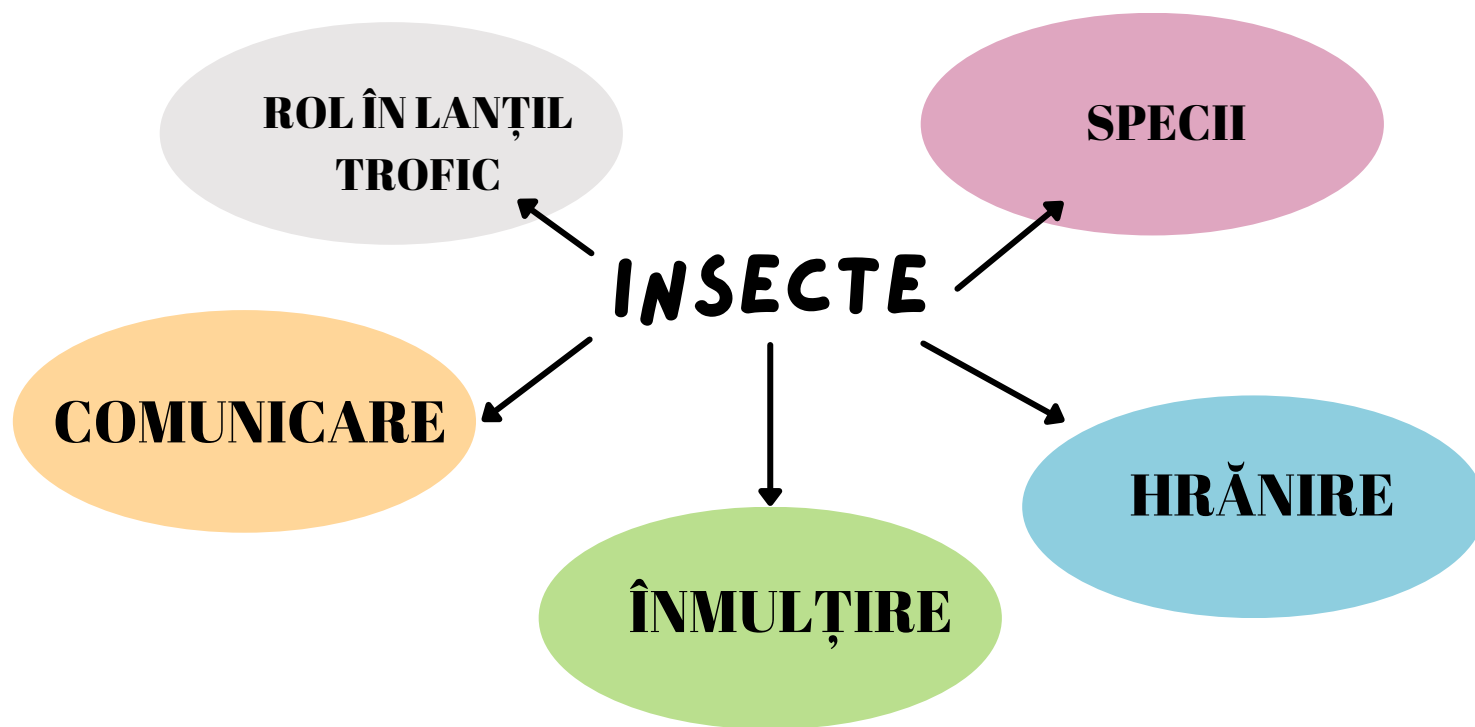 ROL ÎN LANȚIL
TROFIC
SPECII
INSECTE
COMUNICARE
HRĂNIRE
ÎNMULȚIRE